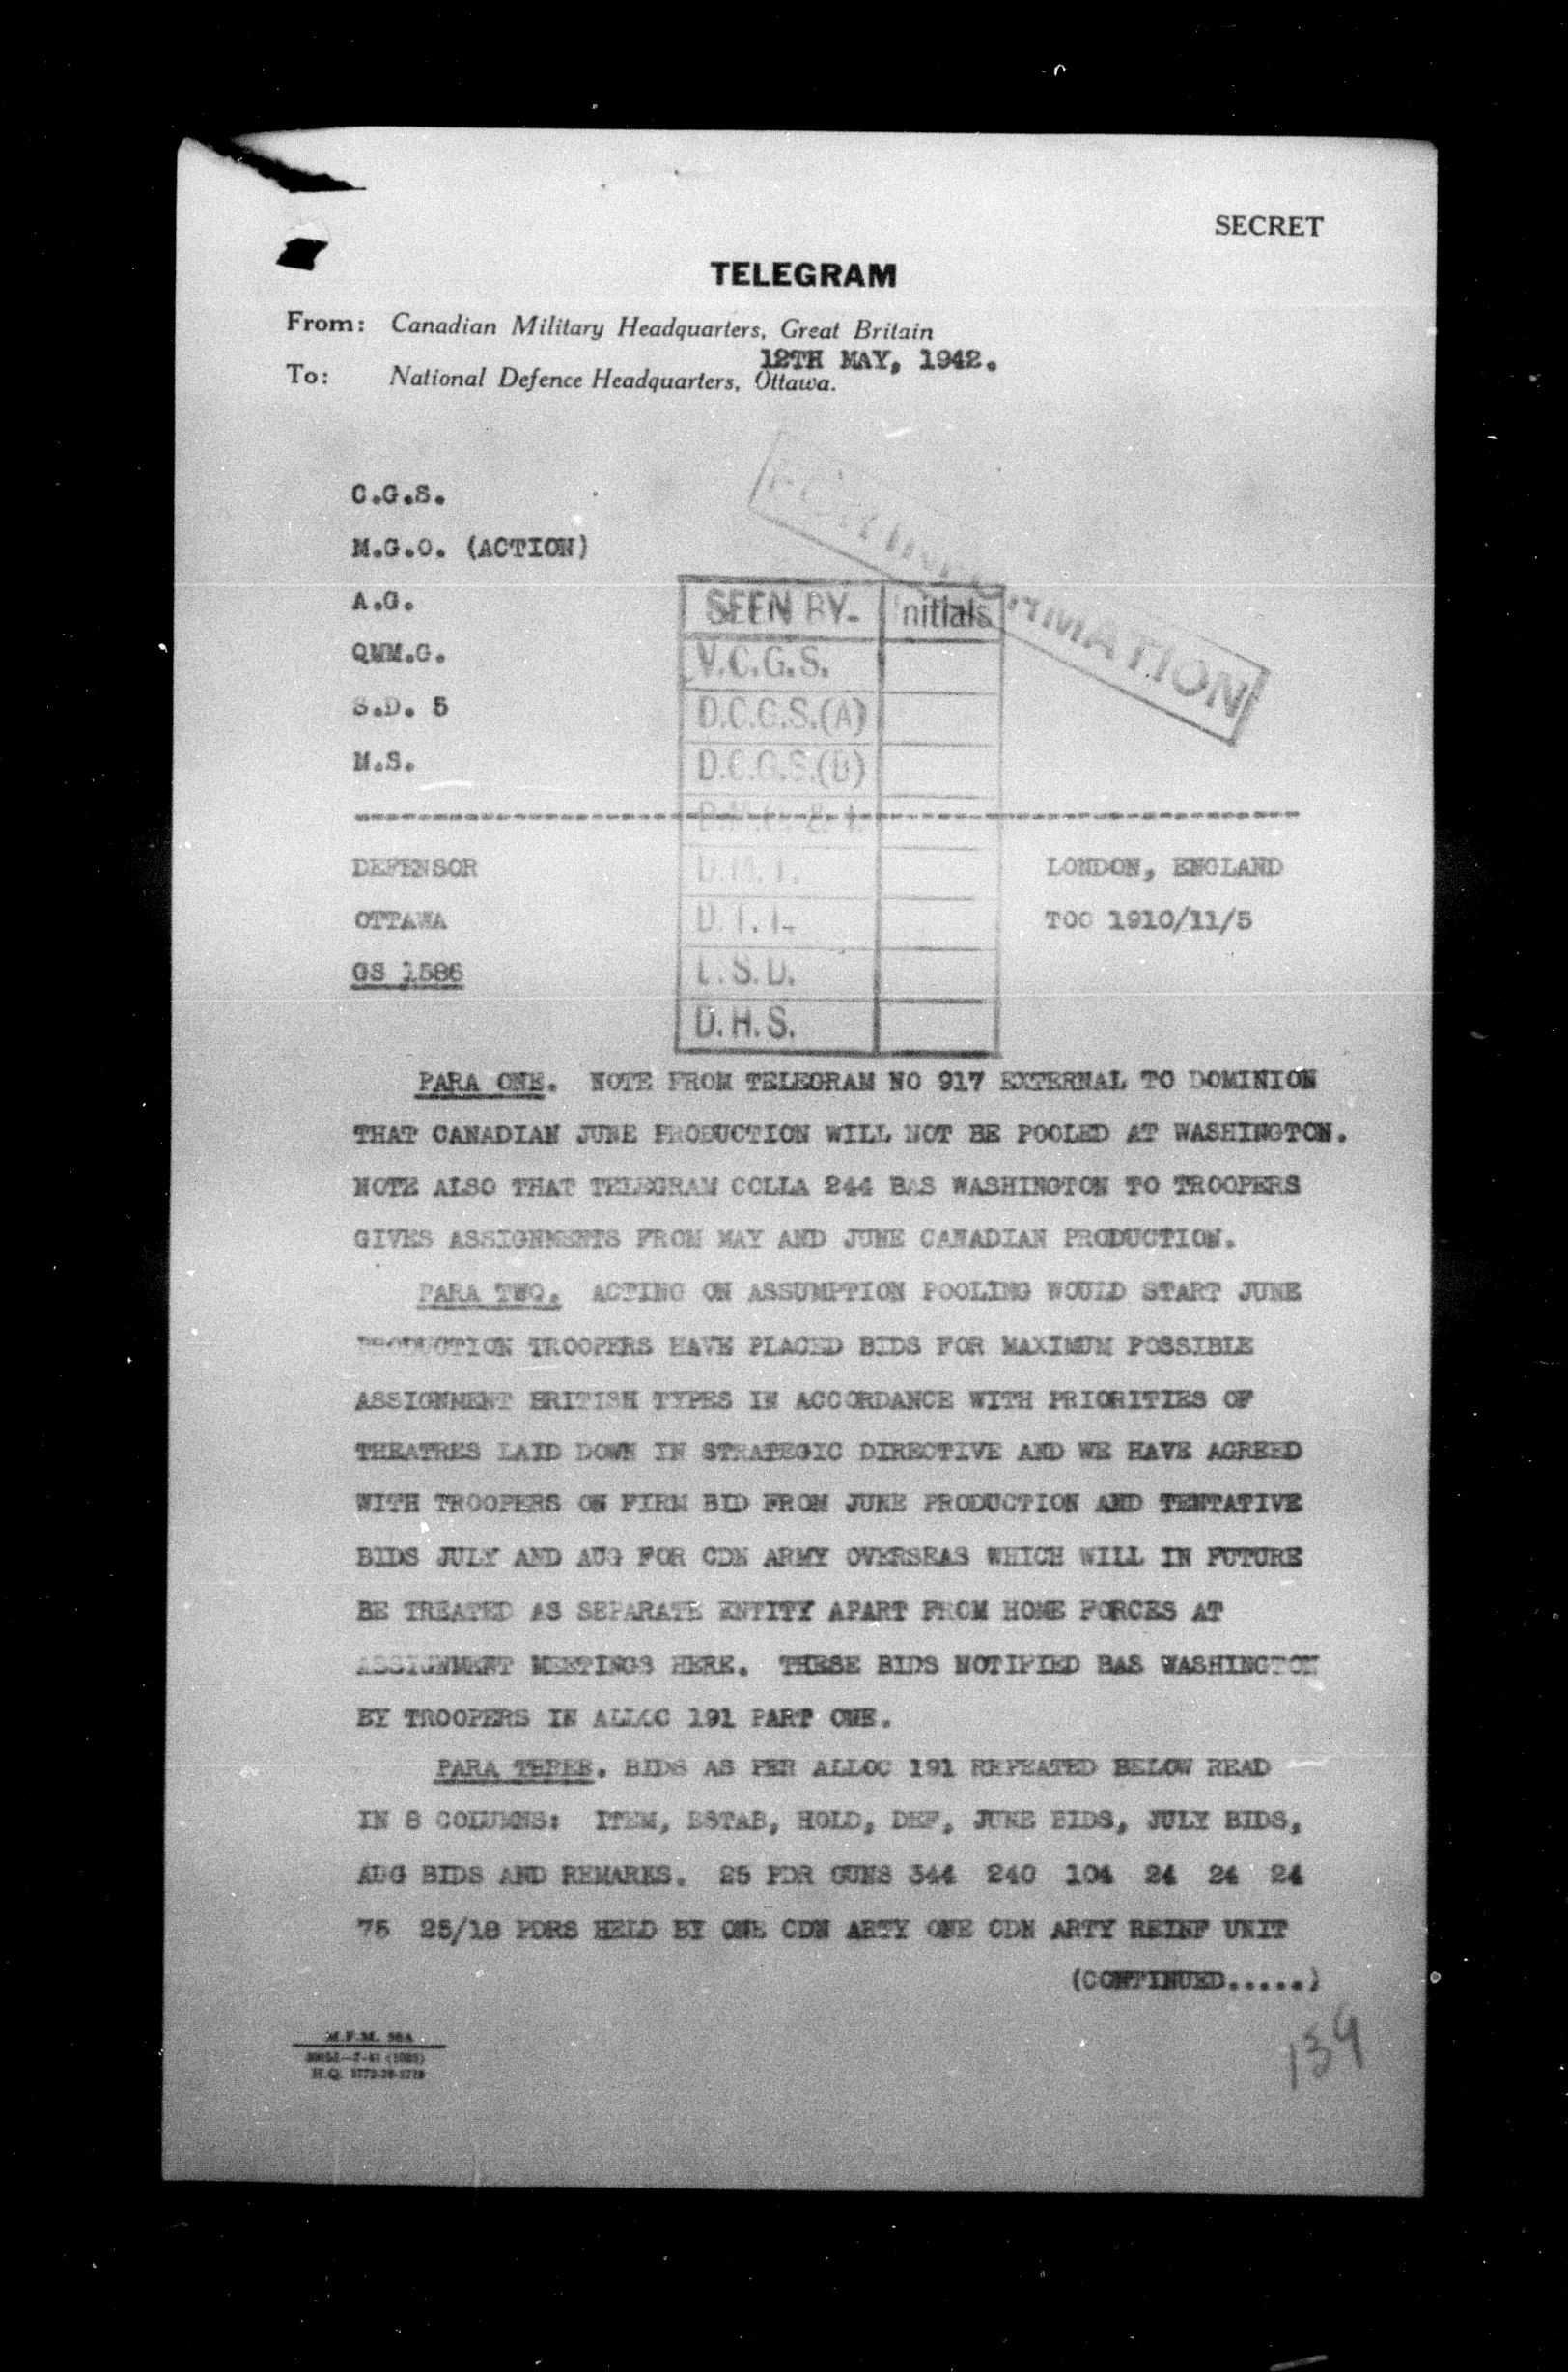 SECRET
TELEGRAM
From: Canadian Military Headquarters, Great Britain
12TH MAY, 1942.
To: National Defence Headquarters, Ottawa.
FOR INFORMATION
C.G.S.
M.G.O. (ACTION)
A.G.
QMM.G.
S.D. 5
M.S.
SEEN BY- Initials
V.C.G.S.
D.C.G.S.(A)
D.C.G.S.(B)
D.M.T.
D.S.D.
D.H.S.
DEFENSOR LONDON, ENGLAND
OTTAWA TOO 1910/11/5
GS 1586
PARA ONE. NOTE FROM TELEGRAM NO 917 EXTERNAL TO DOMINION
THAT CANADIAN JUNE PRODUCTION WILL NOT BE POOLED AT WASHINGTON.
NOTE ALSO THAT TELEGRAM COLLA 244 BAS WASHINGTON TO TROOPERS
GIVES ASSIGNMENTS FROM MAY AND JUNE CANADIAN PRODUCTION.
PARA TWO. ACTING ON ASSUMPTION POOLING WOULD START JUNE
PRODUCTION TROOPERS HAVE PLACED BIDS FOR MAXIMUM POSSIBLE
ASSIGNMENT BRITISH TYPES IN ACCORDANCE WITH PRIORITIES OF
THEATRES LAID DOWN IN STRATEGIC DIRECTIVE AND WE HAVE AGREED
WITH TROOPERS ON FIRM BID FROM JUNE PRODUCTION AND TENTATIVE
BIDS JULY AND AUG FOR CDN ARMY OVERSEAS WHICH WILL IN FUTURE
BE TREATED AS SEPARATE ENTITY APART FROM HOME FORCES AT
ASSIGNMENT MEETINGS HERE. THESE BIDS NOTIFIED BAS WASHINGTON
BY TROOPERS IN ALLOC 191 PART ONE.
PARA THREE. BIDS AS PER ALLOC 191 REPEATED BELOW READ
IN 8 COLUMNS: ITEM, ESTAB, HOLD, DEF, JUNE BIDS, JULY BIDS,
AUG BIDS AND REMARKS. 25 PDR GUNS 344 240 104 24 24 24
75 25/18 PDRS HELD BY ONE CDN ARTY ONE CDN ARTY REINF UNIT
(CONTINUED.....)
M.F.M. 98A
H.Q.
139